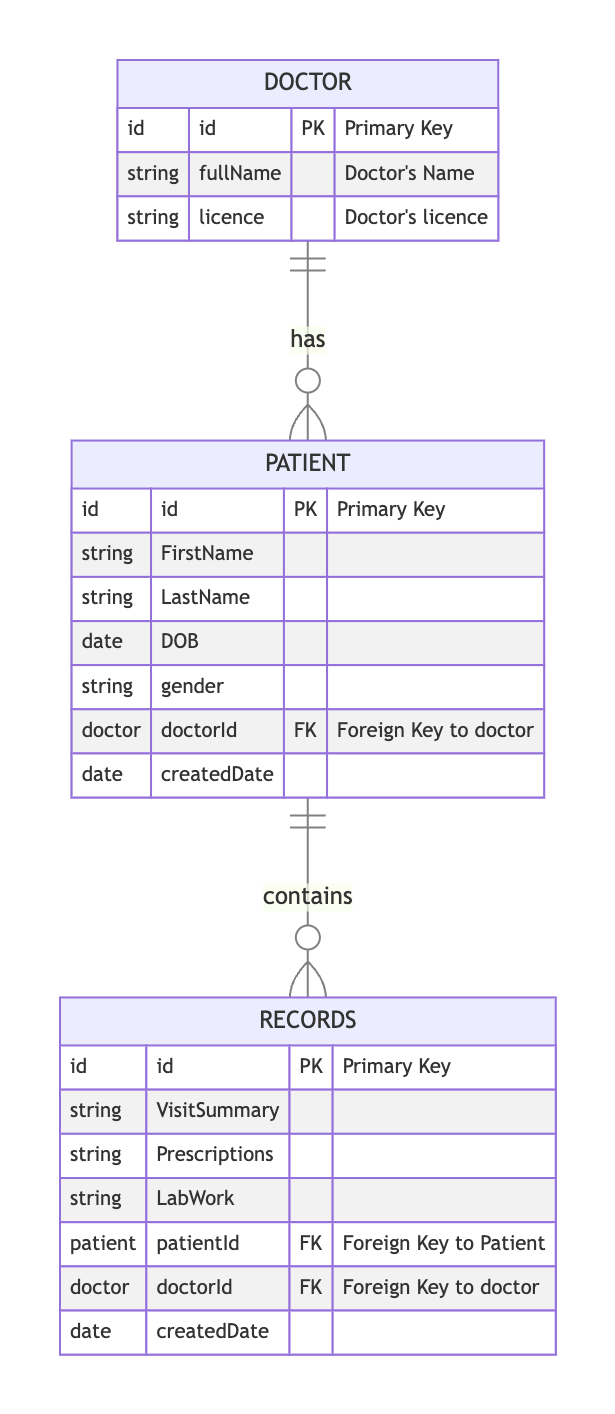 DOCTOR
id id PK Primary Key
string fullName Doctor's Name
string licence Doctor's licence
has
PATIENT
id id PK Primary Key
string FirstName
string LastName
date DOB
string gender
doctor doctorId FK Foreign Key to doctor
date createdDate
contains
RECORDS
id id PK Primary Key
string VisitSummary
string Prescriptions
string LabWork
patient patientId FK Foreign Key to Patient
doctor doctorId FK Foreign Key to doctor
date createdDate